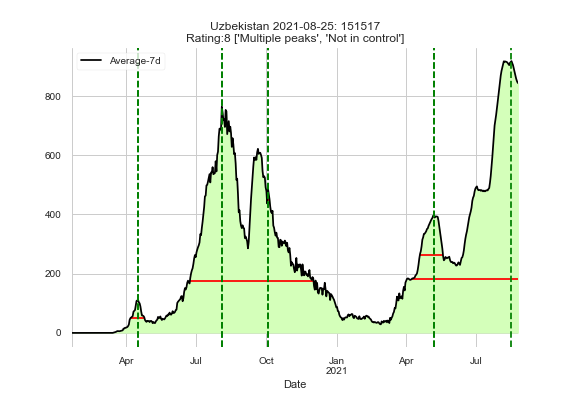 Uzbekistan 2021-08-25: 151517
Rating:8 ['Multiple peaks', 'Not in control']
Average-7d
800
600
400
200
0
Apr Jul Oct Jan Apr Jul
2021
Date